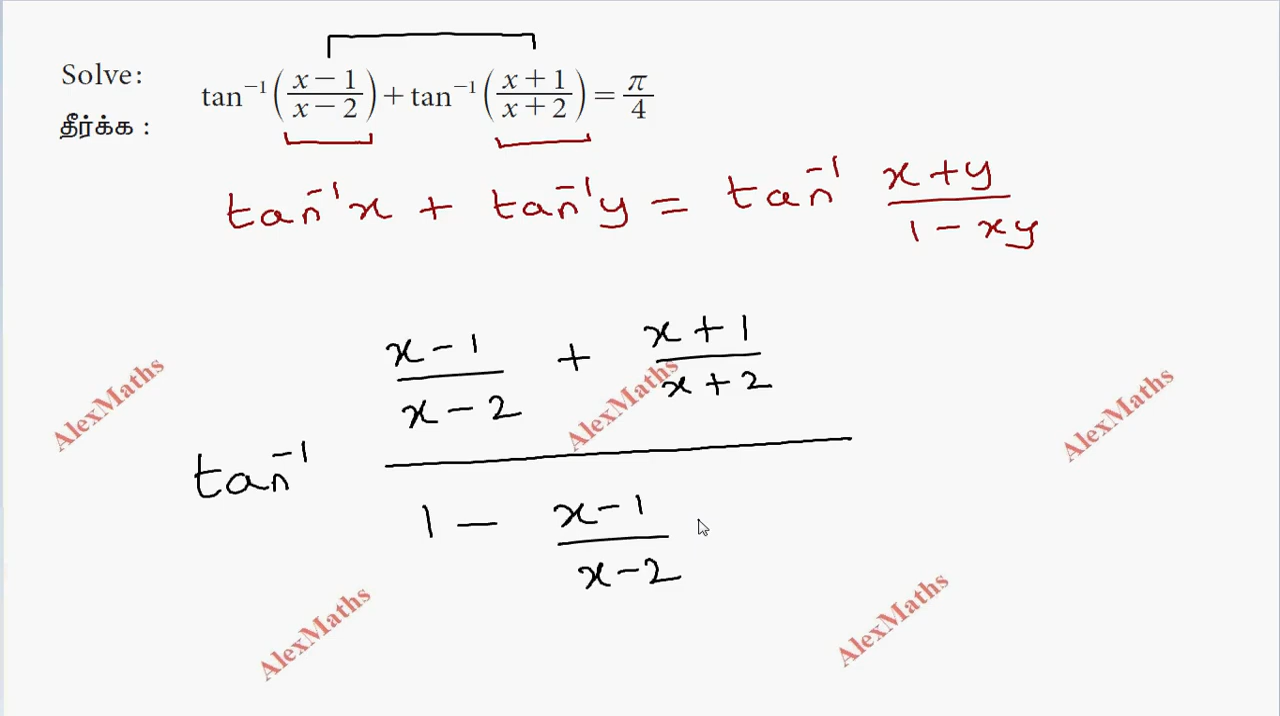 Solve: tan⁻¹((x − 1)/(x − 2)) + tan⁻¹((x + 1)/(x + 2)) = π/4
தீர்க்க :
tan⁻¹x + tan⁻¹y = tan⁻¹ (x + y)/(1 − xy)
tan⁻¹ ((x − 1)/(x − 2) + (x + 1)/(x + 2))/(1 − (x − 1)/(x − 2)
AlexMaths
AlexMaths
AlexMaths
AlexMaths
AlexMaths